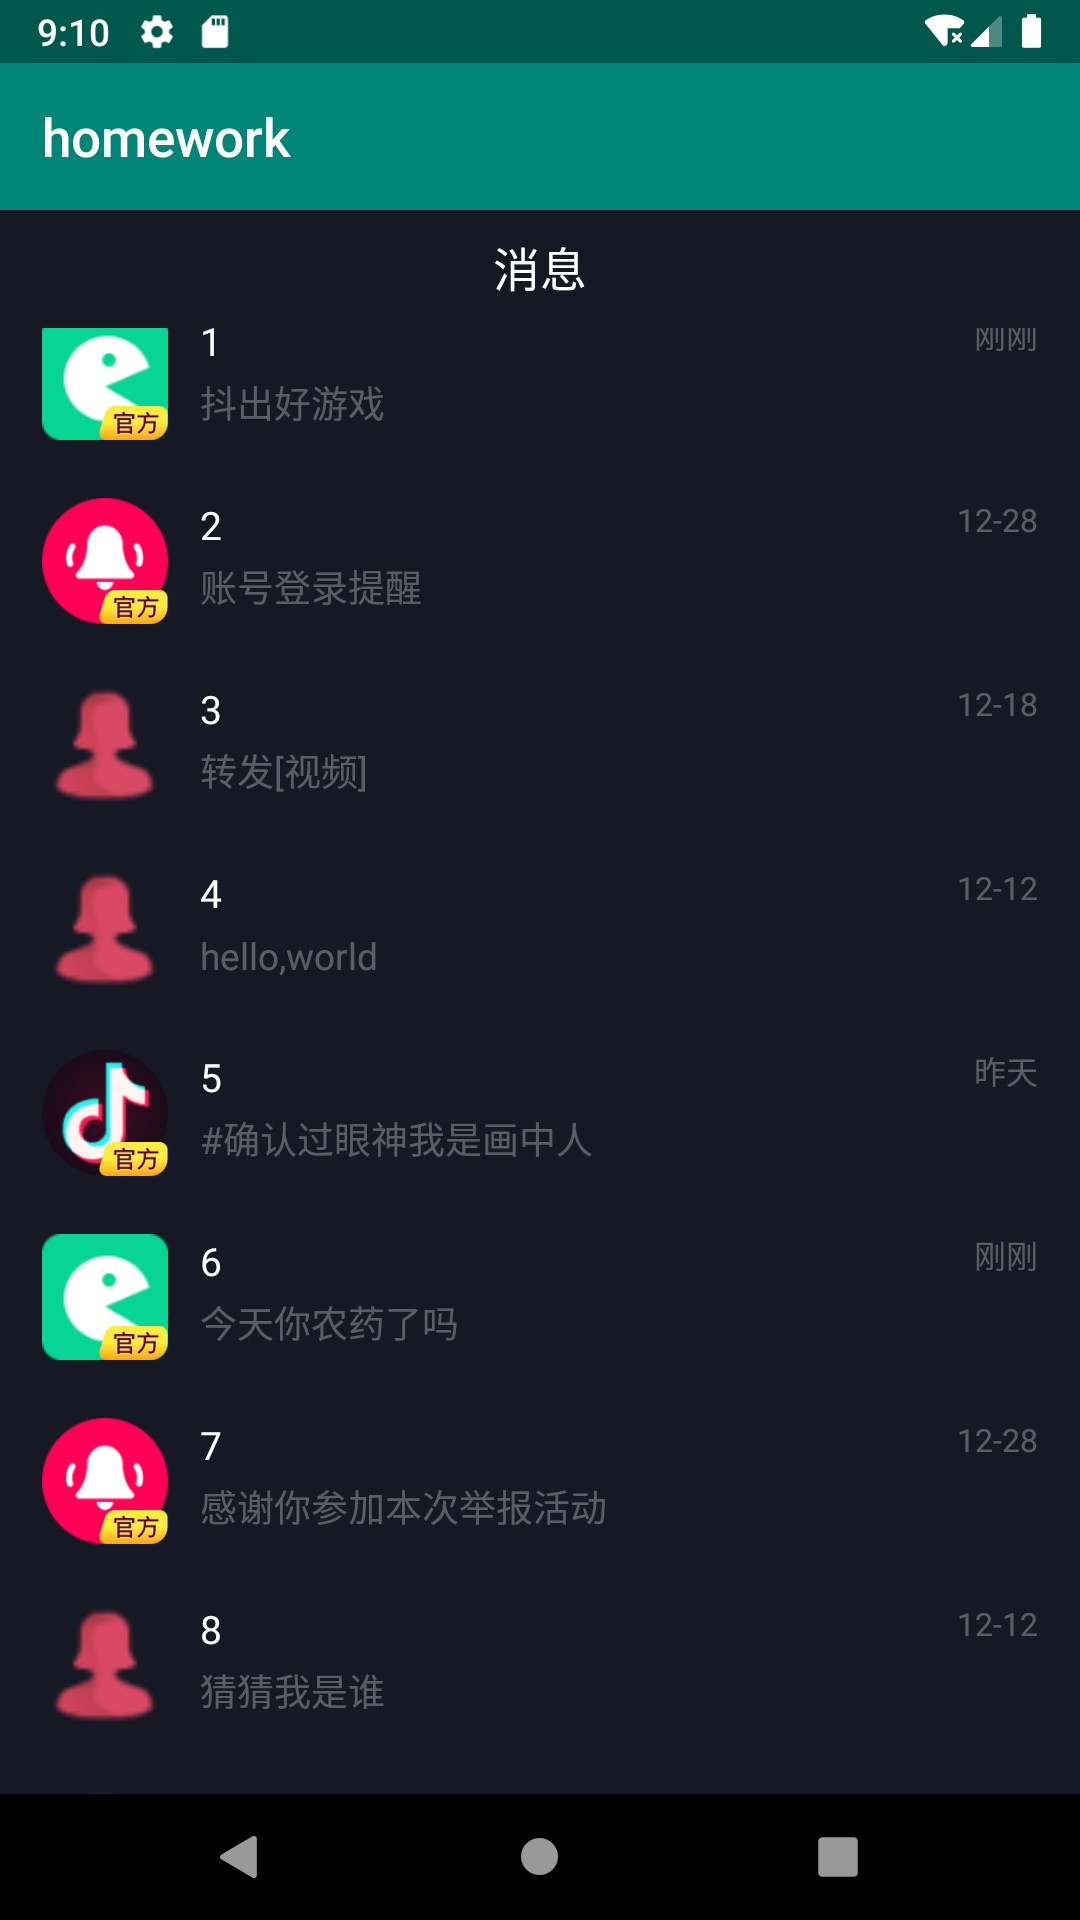 9:10
homework
消息
1
刚刚
抖出好游戏
官方
2
12-28
账号登录提醒
官方
3
12-18
转发[视频]
4
12-12
hello,world
5
昨天
#确认过眼神我是画中人
官方
6
刚刚
今天你农药了吗
官方
7
12-28
感谢你参加本次举报活动
官方
8
12-12
猜猜我是谁